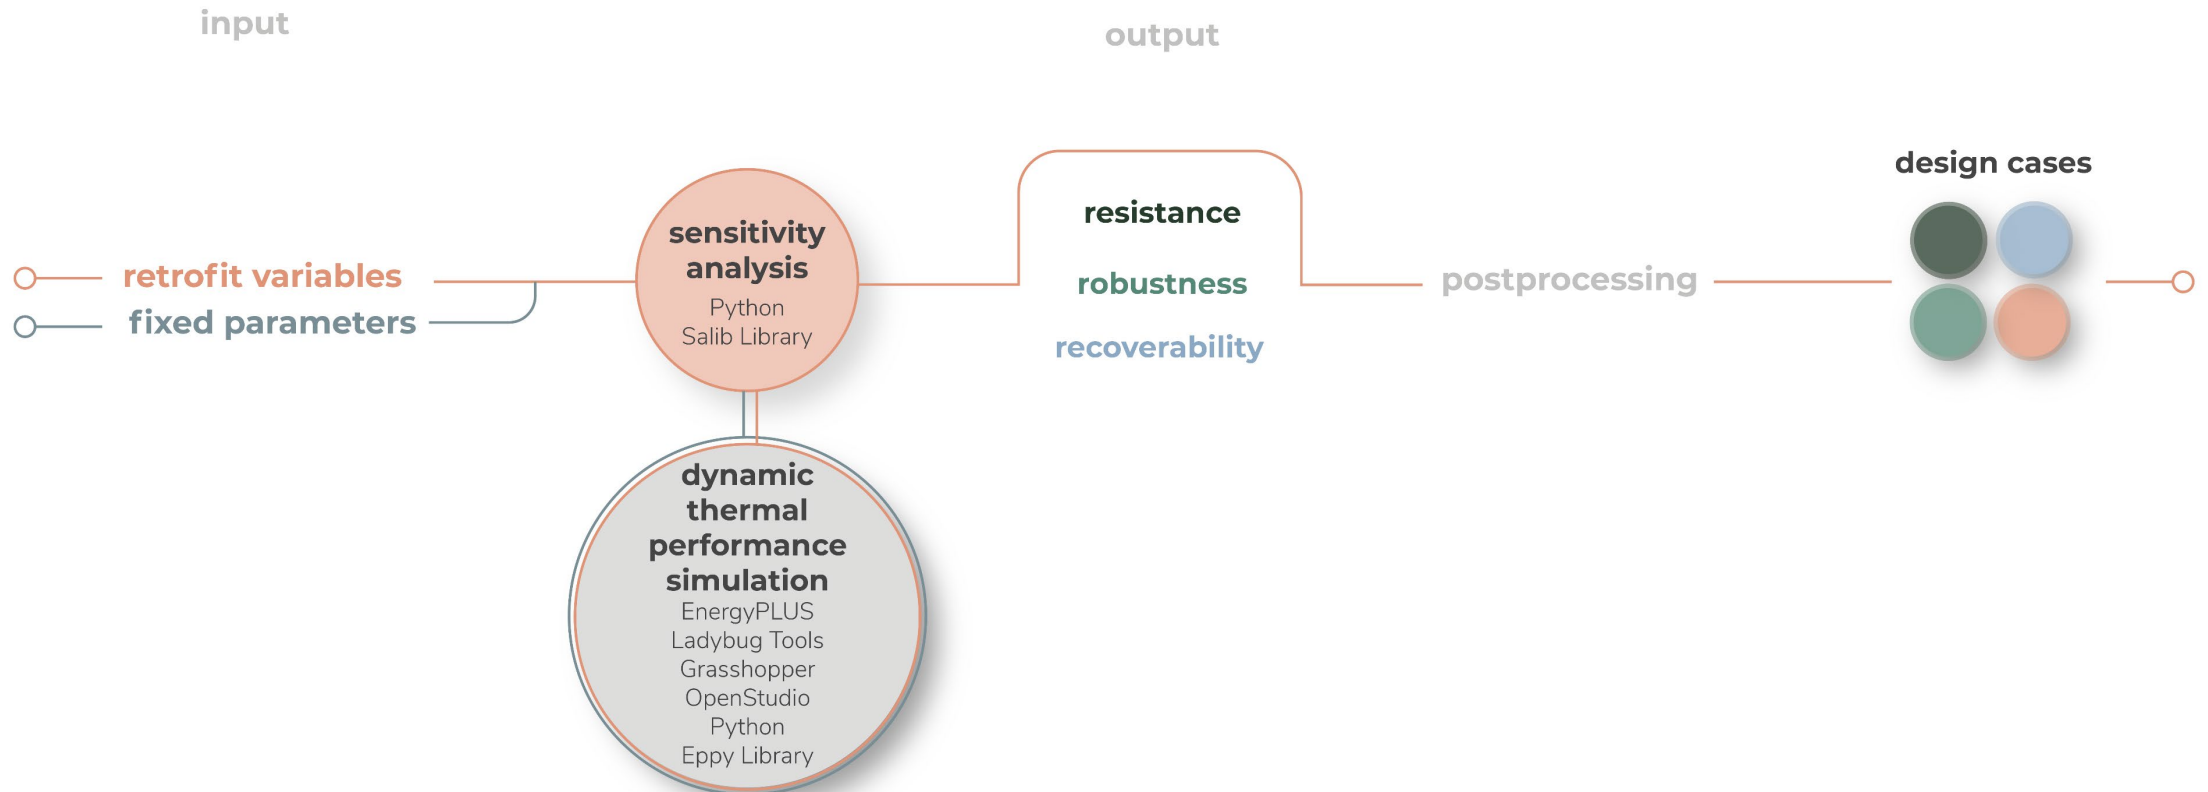 input
output
retrofit variables
fixed parameters
sensitivity
analysis
Python
Salib Library
dynamic
thermal
performance
simulation
EnergyPLUS
Ladybug Tools
Grasshopper
OpenStudio
Python
Eppy Library
resistance
robustness
recoverability
postprocessing
design cases